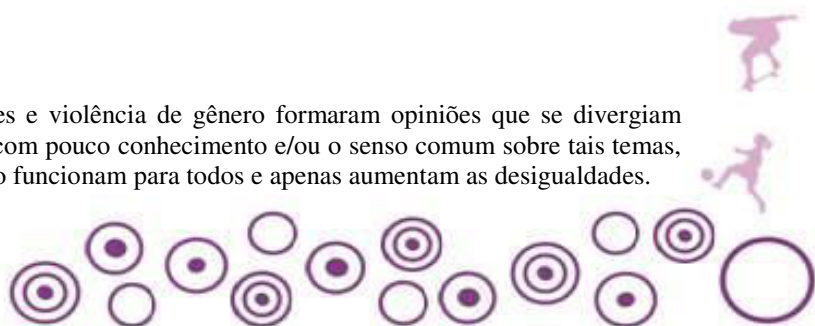 es e violência de gênero formaram opiniões que se divergiam
com pouco conhecimento e/ou o senso comum sobre tais temas,
o funcionam para todos e apenas aumentam as desigualdades.